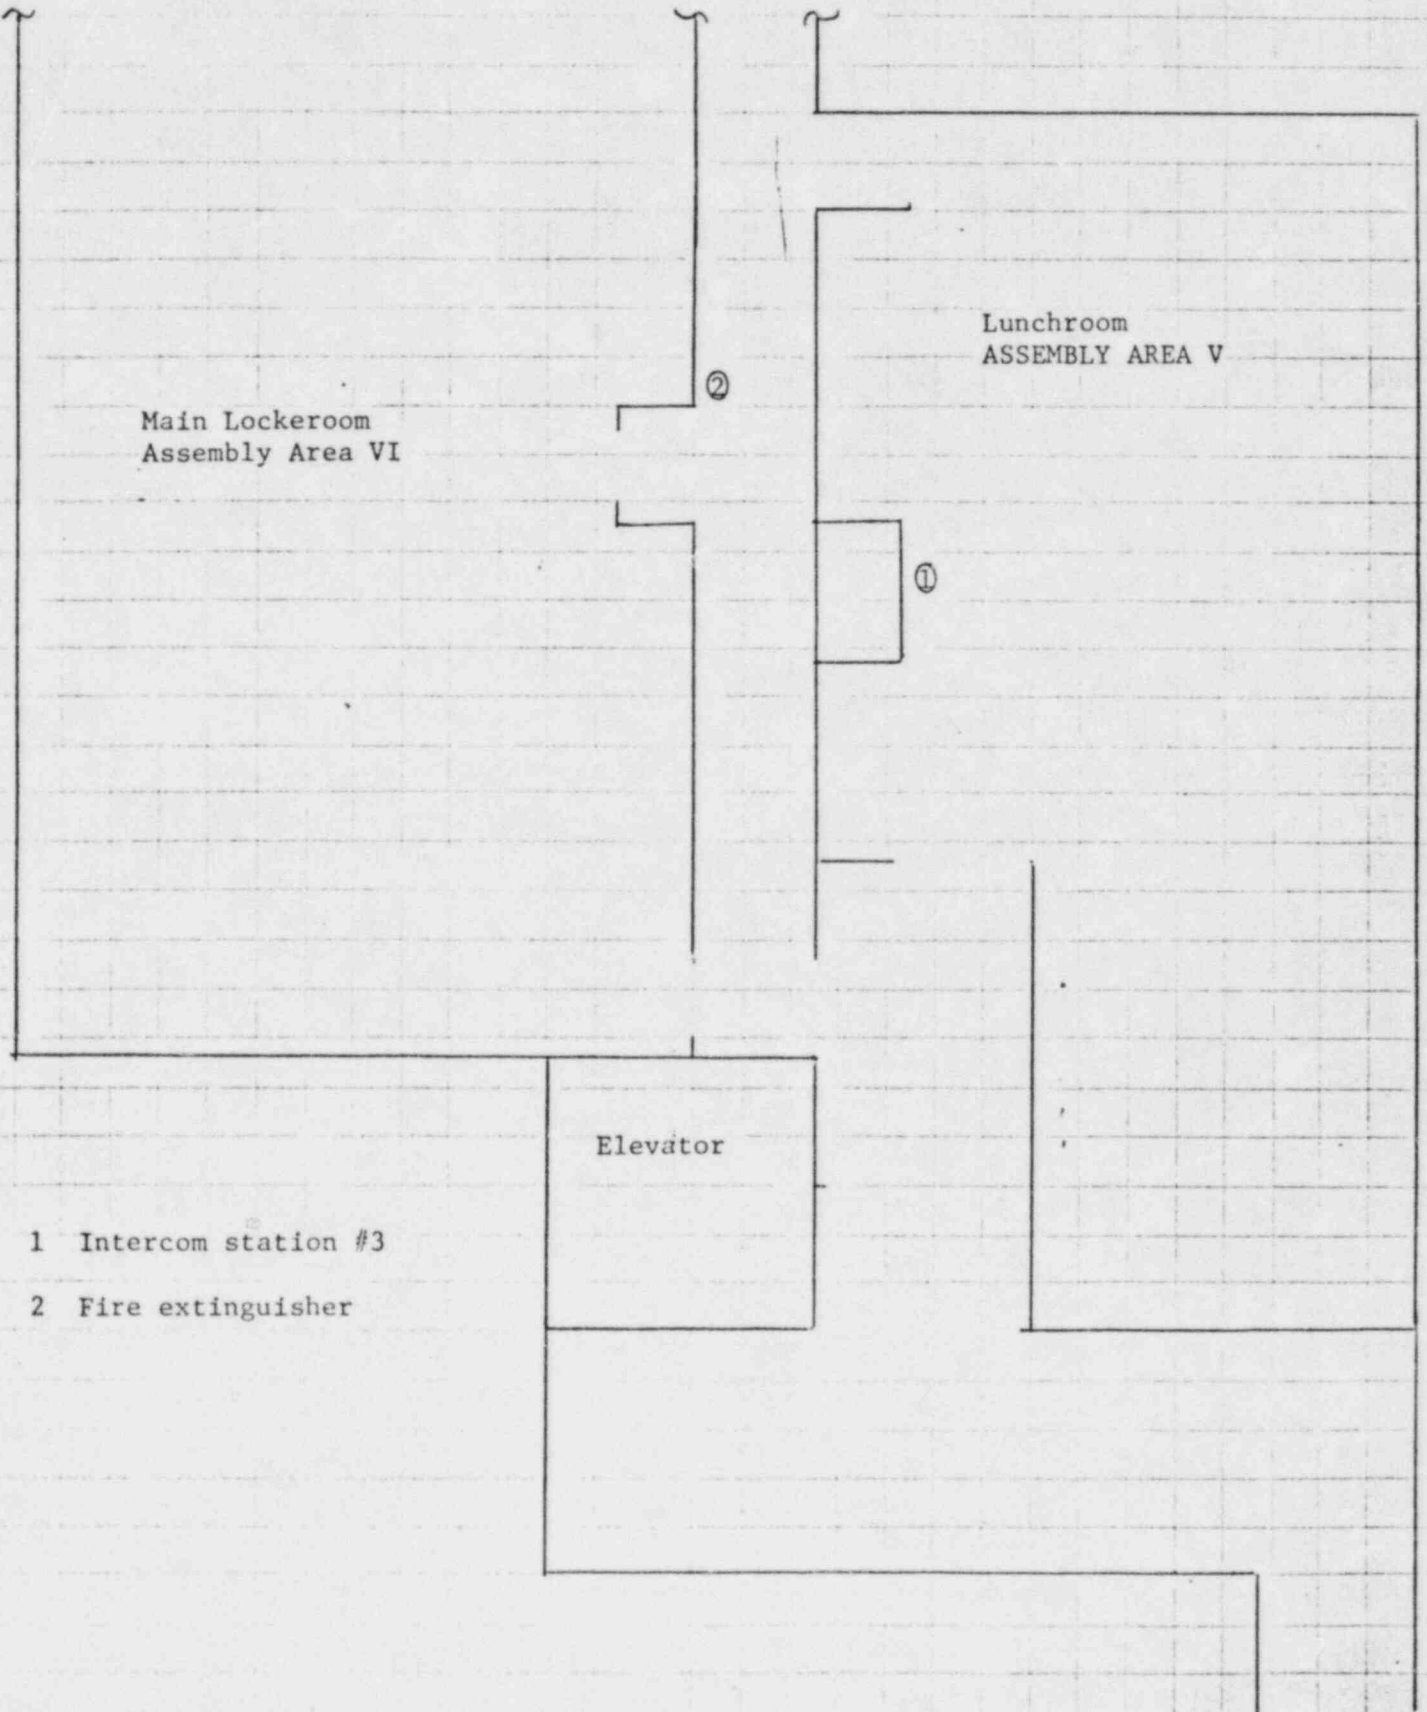 Lunchroom
ASSEMBLY AREA V
②
Main Lockeroom
Assembly Area VI
①
Elevator
1 Intercom station #3
2 Fire extinguisher